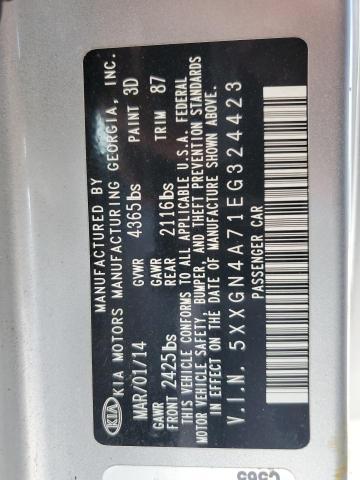 KIA
MANUFACTURED BY
KIA MOTORS MANUFACTURING GEORGIA, INC.
MAR/01/14 GVWR 4365lbs PAINT 3D
GAWR FRONT 2425lbs GAWR REAR 2116lbs TRIM 87
THIS VEHICLE CONFORMS TO ALL APPLICABLE U.S.A. FEDERAL
MOTOR VEHICLE SAFETY, BUMPER, AND THEFT PREVENTION STANDARDS
IN EFFECT ON THE DATE OF MANUFACTURE SHOWN ABOVE.
V.I.N. 5XXGN4A71EG324423
PASSENGER CAR